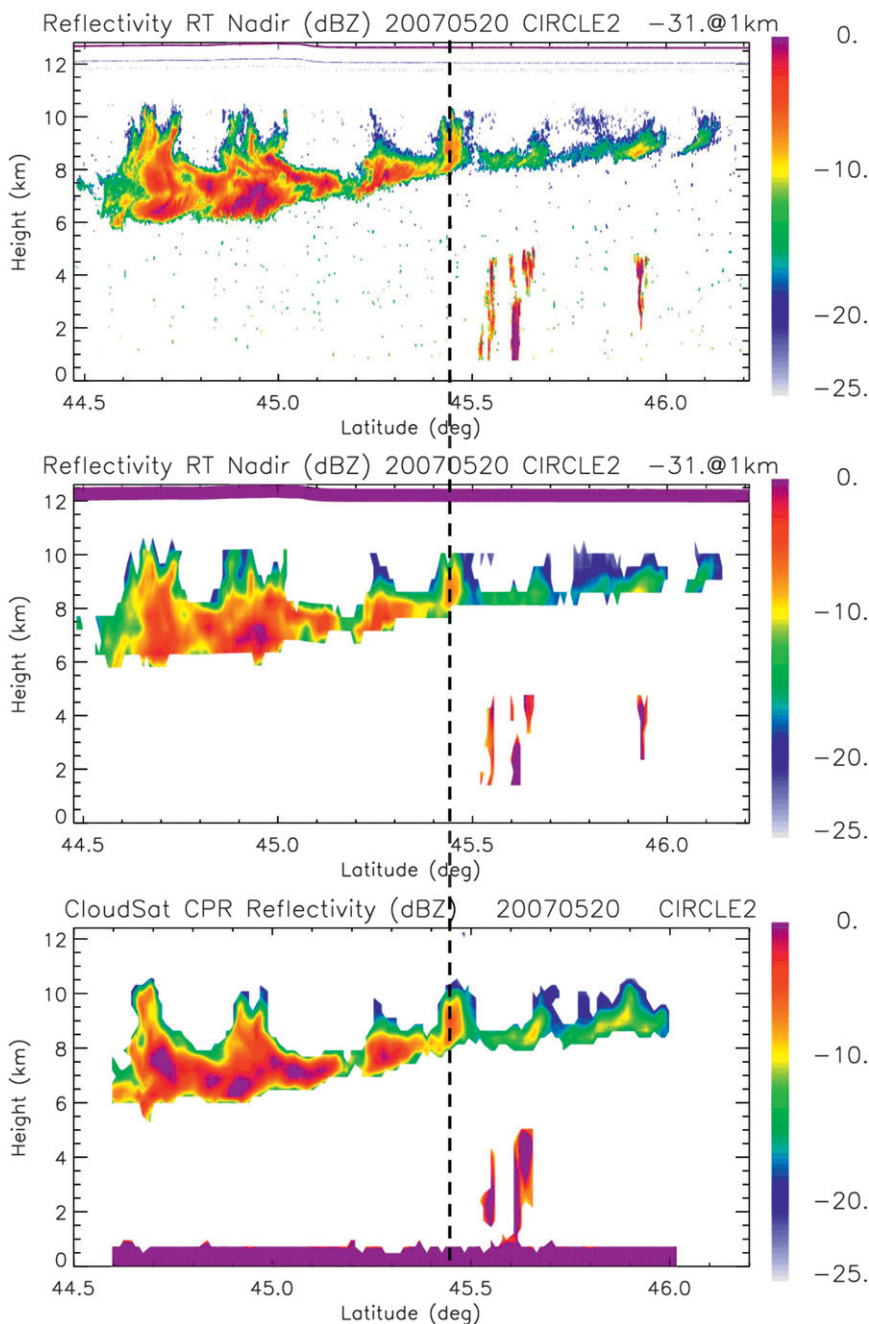 Reflectivity RT Nadir (dBZ) 20070520 CIRCLE2 −31.@1km
0.
−10.
−20.
−25.
12
10
8
6
4
2
0
Height (km)
44.5 45.0 45.5 46.0
Latitude (deg)
Reflectivity RT Nadir (dBZ) 20070520 CIRCLE2 −31.@1km
0.
−10.
−20.
−25.
12
10
8
6
4
2
0
Height (km)
44.5 45.0 45.5 46.0
Latitude (deg)
CloudSat CPR Reflectivity (dBZ) 20070520 CIRCLE2
0.
−10.
−20.
−25.
12
10
8
6
4
2
0
Height (km)
44.5 45.0 45.5 46.0
Latitude (deg)